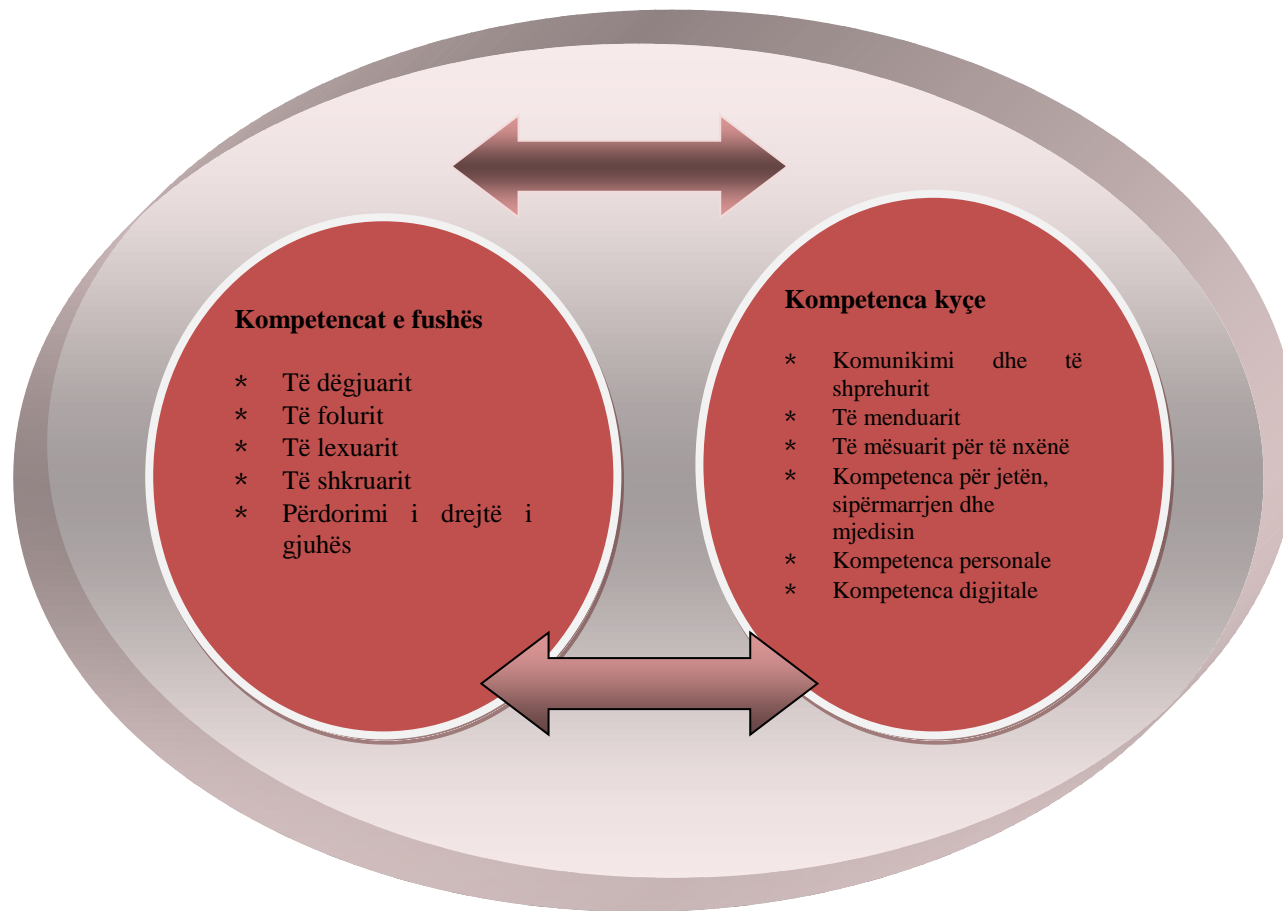 Kompetencat e fushës
* Të dëgjuarit
* Të folurit
* Të lexuarit
* Të shkruarit
* Përdorimi i drejtë i
gjuhës
Kompetenca kyçe
* Komunikimi dhe të
shprehurit
* Të menduarit
* Të mësuarit për të nxënë
* Kompetenca për jetën,
sipërmarrjen dhe
mjedisin
* Kompetenca personale
* Kompetenca digjitale